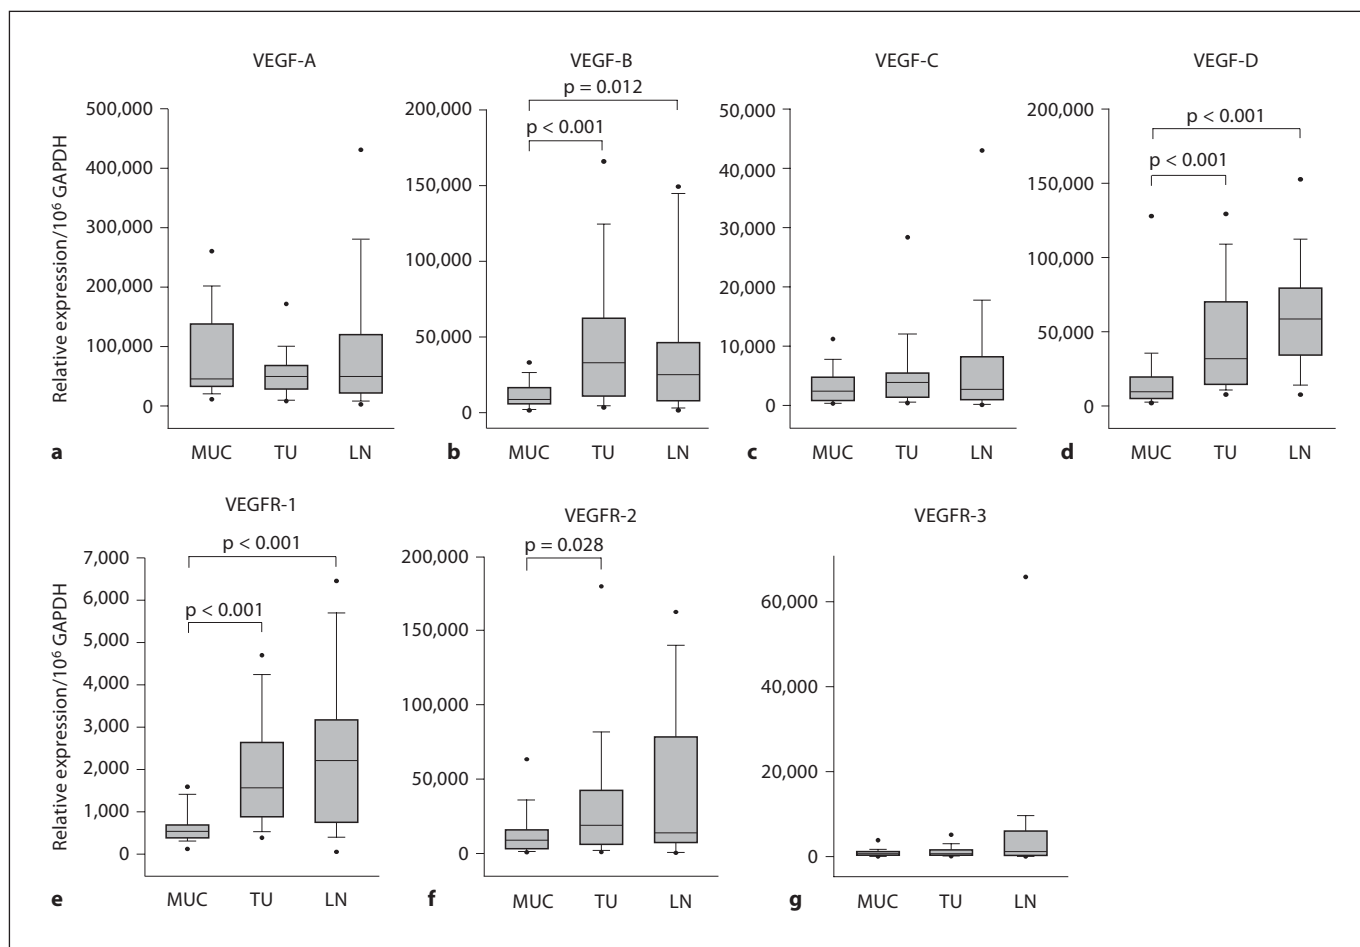 VEGF-A
VEGF-B
VEGF-C
VEGF-D
Relative expression/10⁶ GAPDH
500,000
400,000
300,000
200,000
100,000
0
a
MUC TU LN
p = 0.012
p < 0.001
200,000
150,000
100,000
50,000
0
b
MUC TU LN
50,000
40,000
30,000
20,000
10,000
0
c
MUC TU LN
p < 0.001
p < 0.001
200,000
150,000
100,000
50,000
0
d
MUC TU LN
VEGFR-1
VEGFR-2
VEGFR-3
Relative expression/10⁶ GAPDH
p < 0.001
p < 0.001
7,000
6,000
5,000
4,000
3,000
2,000
1,000
0
e
MUC TU LN
p = 0.028
200,000
150,000
100,000
50,000
0
f
MUC TU LN
60,000
40,000
20,000
0
g
MUC TU LN